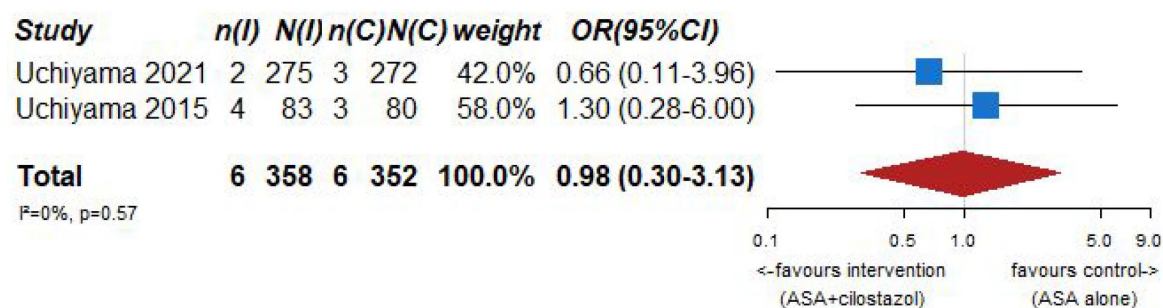 Study n(I) N(I) n(C) N(C) weight OR(95%CI)
Uchiyama 2021 2 275 3 272 42.0% 0.66 (0.11-3.96)
Uchiyama 2015 4 83 3 80 58.0% 1.30 (0.28-6.00)
Total 6 358 6 352 100.0% 0.98 (0.30-3.13)
I²=0%, p=0.57
0.1 0.5 1.0 5.0 9.0
<-favours intervention favours control->
(ASA+cilostazol) (ASA alone)